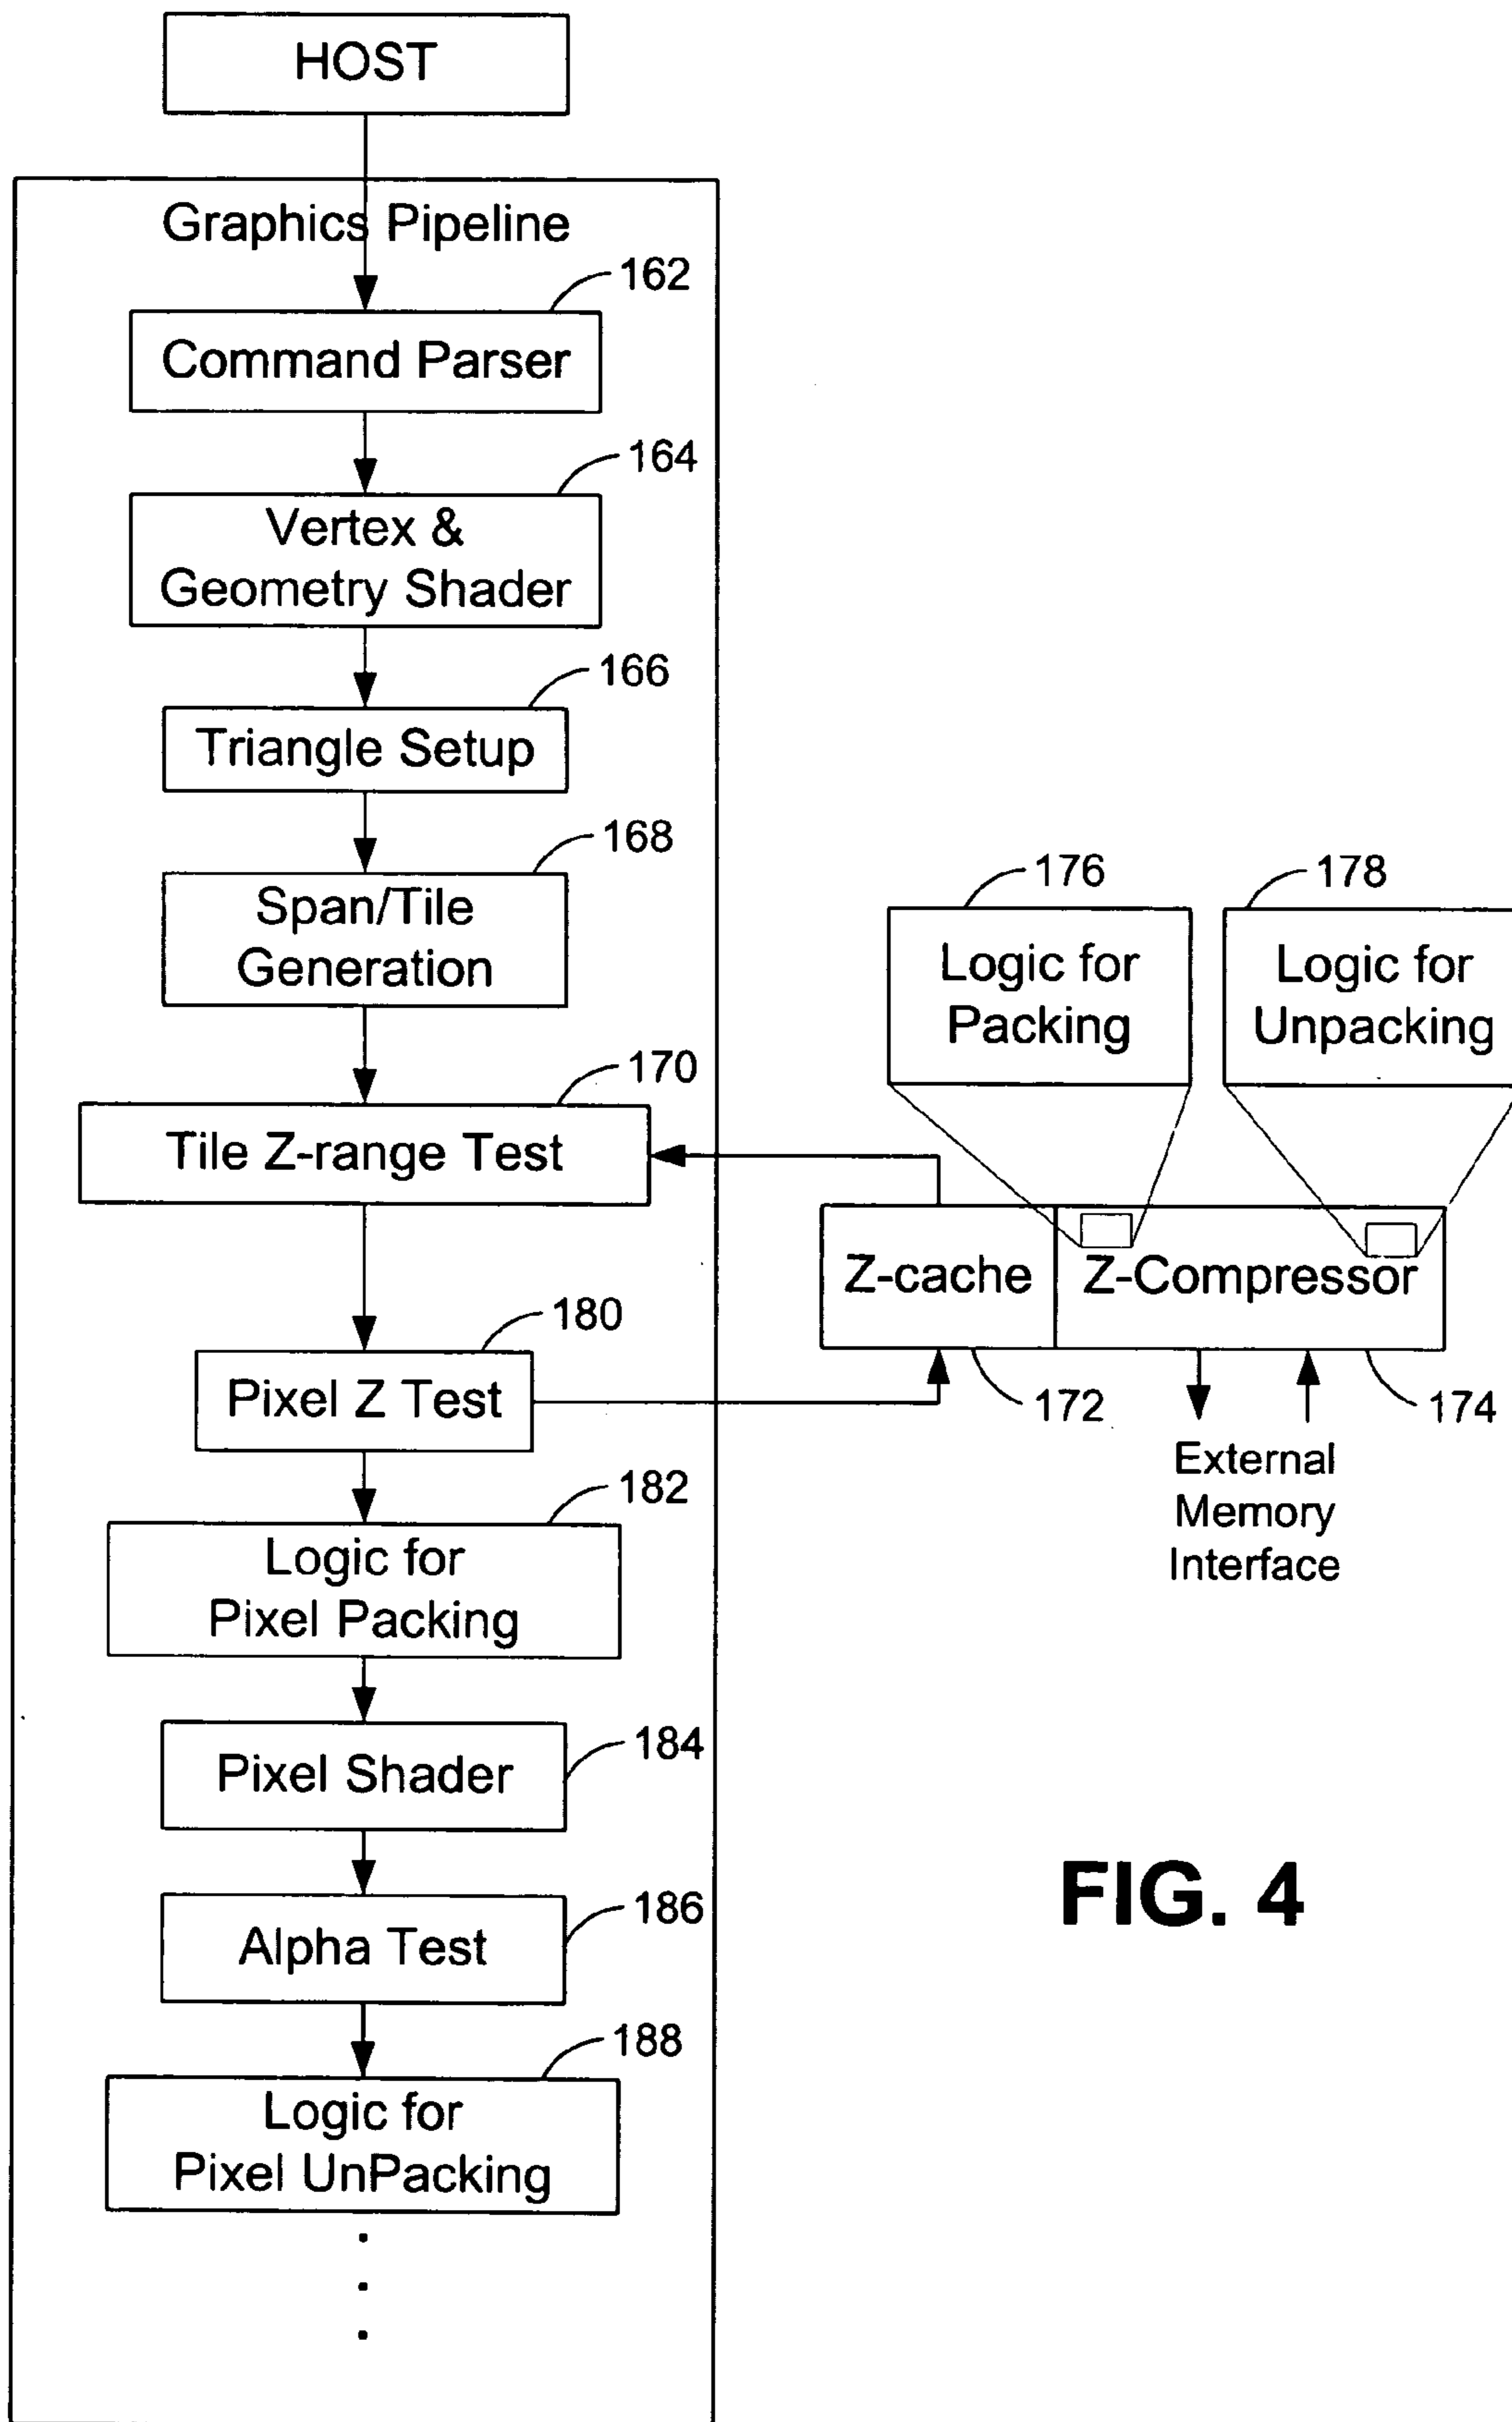 HOST
Graphics Pipeline
162
Command Parser
164
Vertex &
Geometry Shader
166
Triangle Setup
168
Span/Tile
Generation
170
Tile Z-range Test
180
Pixel Z Test
182
Logic for
Pixel Packing
Pixel Shader
184
Alpha Test
186
188
Logic for
Pixel UnPacking
176
Logic for
Packing
178
Logic for
Unpacking
Z-cache
Z-Compressor
172
174
External
Memory
Interface
FIG. 4